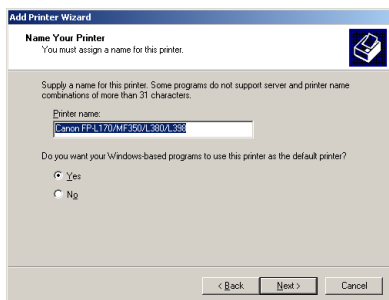 Add Printer Wizard
Name Your Printer
You must assign a name for this printer.
Supply a name for this printer. Some programs do not support server and printer name
combinations of more than 31 characters.
Printer name:
Canon FP-L170/MF350/L380/L398
Do you want your Windows-based programs to use this printer as the default printer?
Yes
No
< Back
Next >
Cancel